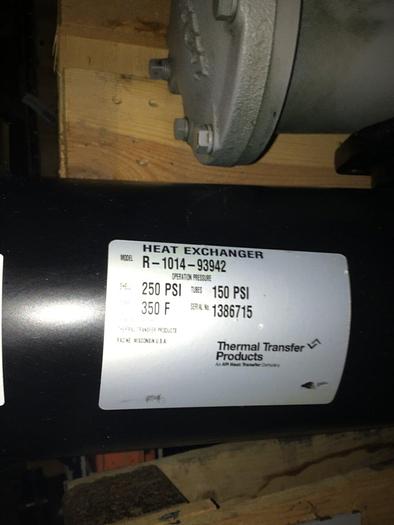 HEAT EXCHANGER
MODEL R-1014-93942
OPERATION PRESSURE
SHELL 250 PSI TUBES 150 PSI
350 F SERIAL No. 1386715
THERMAL TRANSFER PRODUCTS
RACINE, WISCONSIN U.S.A.
Thermal Transfer
Products
An API Heat Transfer Company